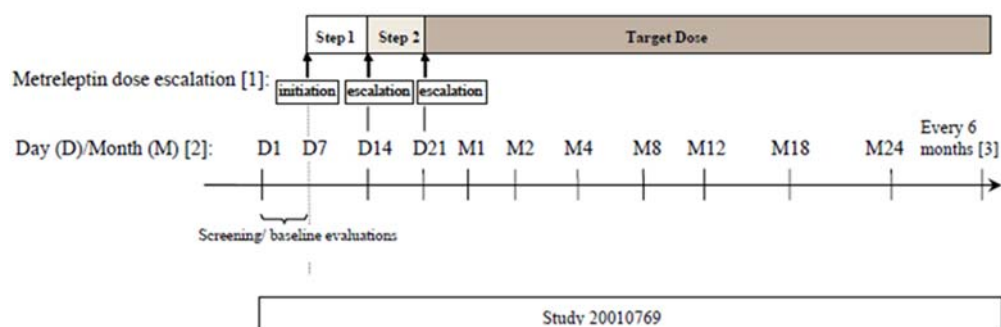 Step 1 Step 2 Target Dose
Metreleptin dose escalation [1]: initiation escalation escalation
Every 6
Day (D)/Month (M) [2]: D1 D7 D14 D21 M1 M2 M4 M8 M12 M18 M24 months [3]
Screening/ baseline evaluations
Study 20010769